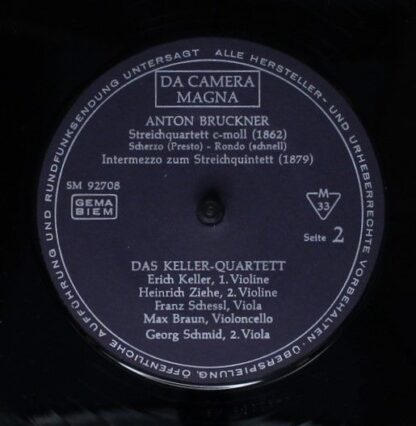 DA CAMERA
MAGNA
ANTON BRUCKNER
Streichquartett c-moll (1862)
Scherzo (Presto) - Rondo (schnell)
Intermezzo zum Streichquintett (1879)
SM 92708
GEMA
BIEM
M
33
Seite 2
DAS KELLER-QUARTETT
Erich Keller, 1. Violine
Heinrich Ziehe, 2. Violine
Franz Schessl, Viola
Max Braun, Violoncello
Georg Schmid, 2. Viola
ALLE HERSTELLER- UND URHEBERRECHTE VORBEHALTEN · ÜBERSPIELUNG, ÖFFENTLICHE AUFFÜHRUNG UND RUNDFUNKSENDUNG UNTERSAGT